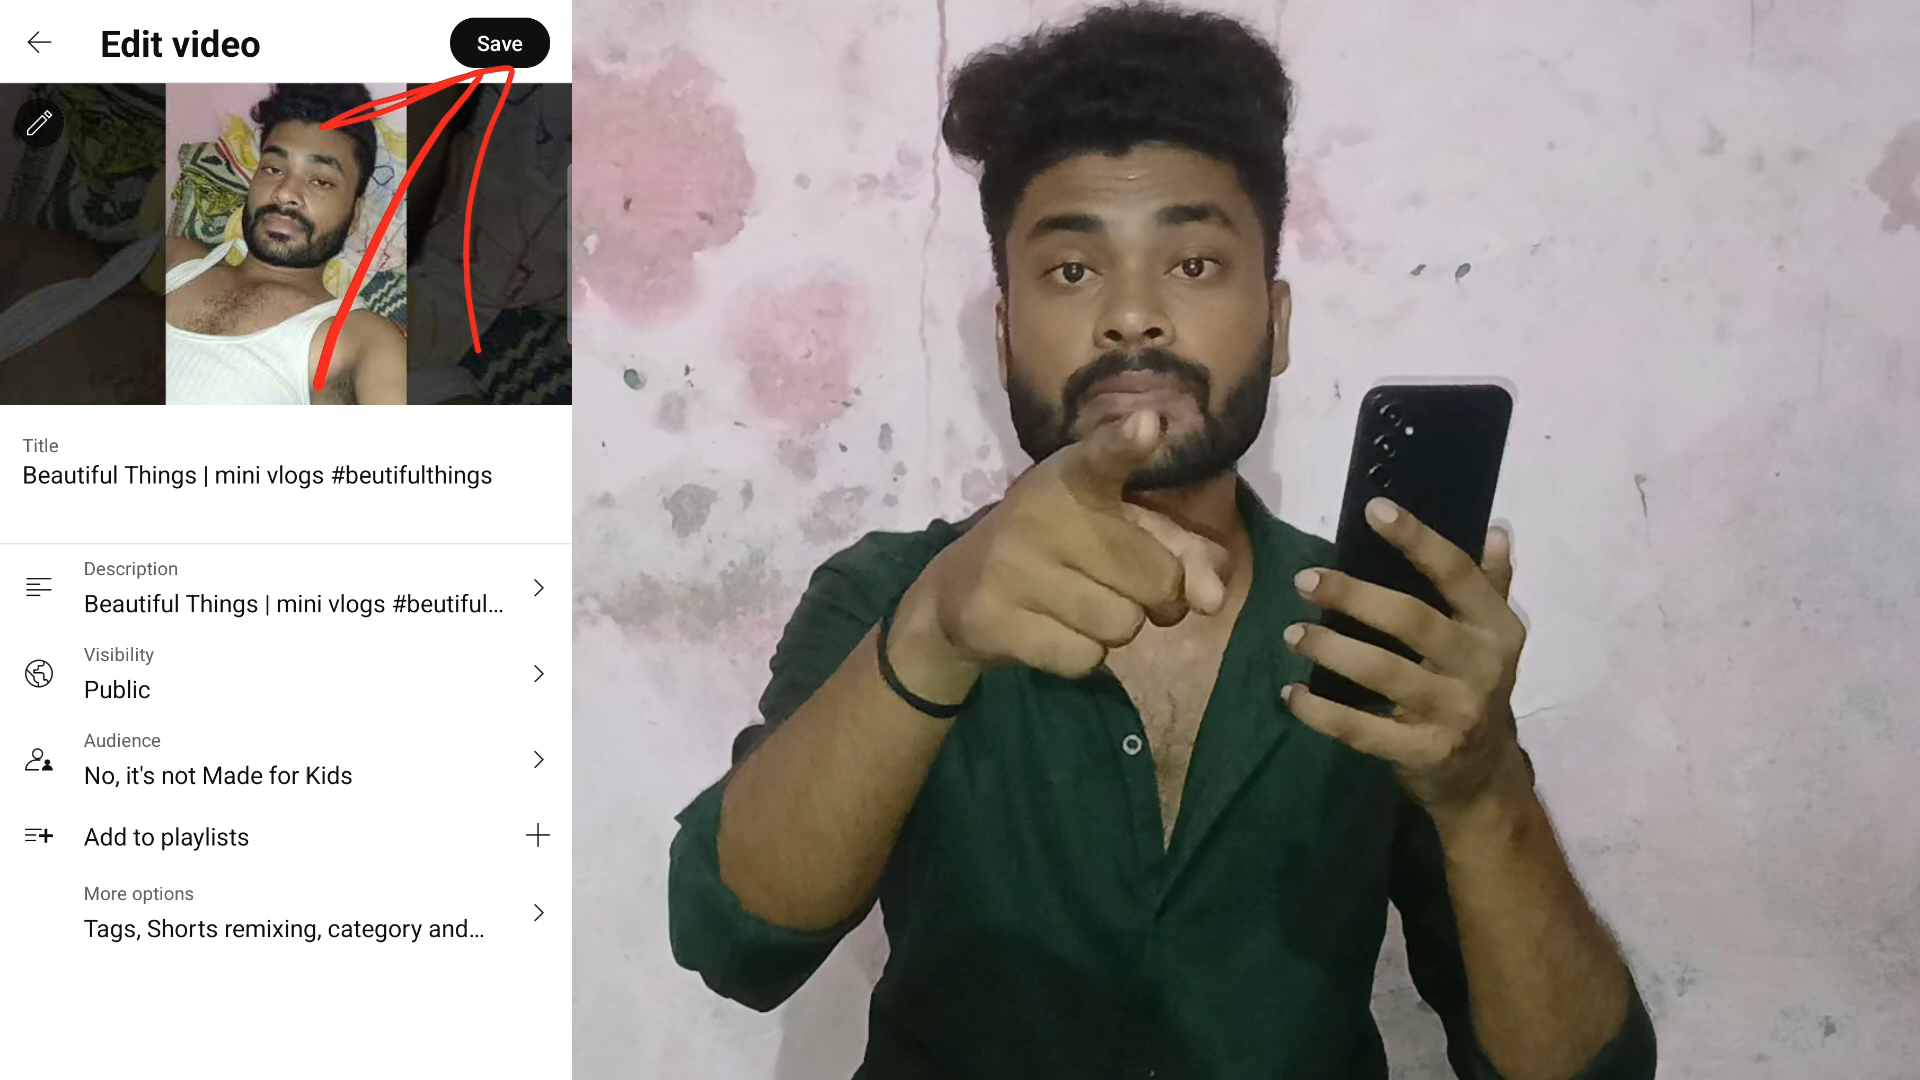 Edit video
Save
Title
Beautiful Things | mini vlogs #beutifulthings
Description
Beautiful Things | mini vlogs #beutiful...
Visibility
Public
Audience
No, it's not Made for Kids
Add to playlists
More options
Tags, Shorts remixing, category and...